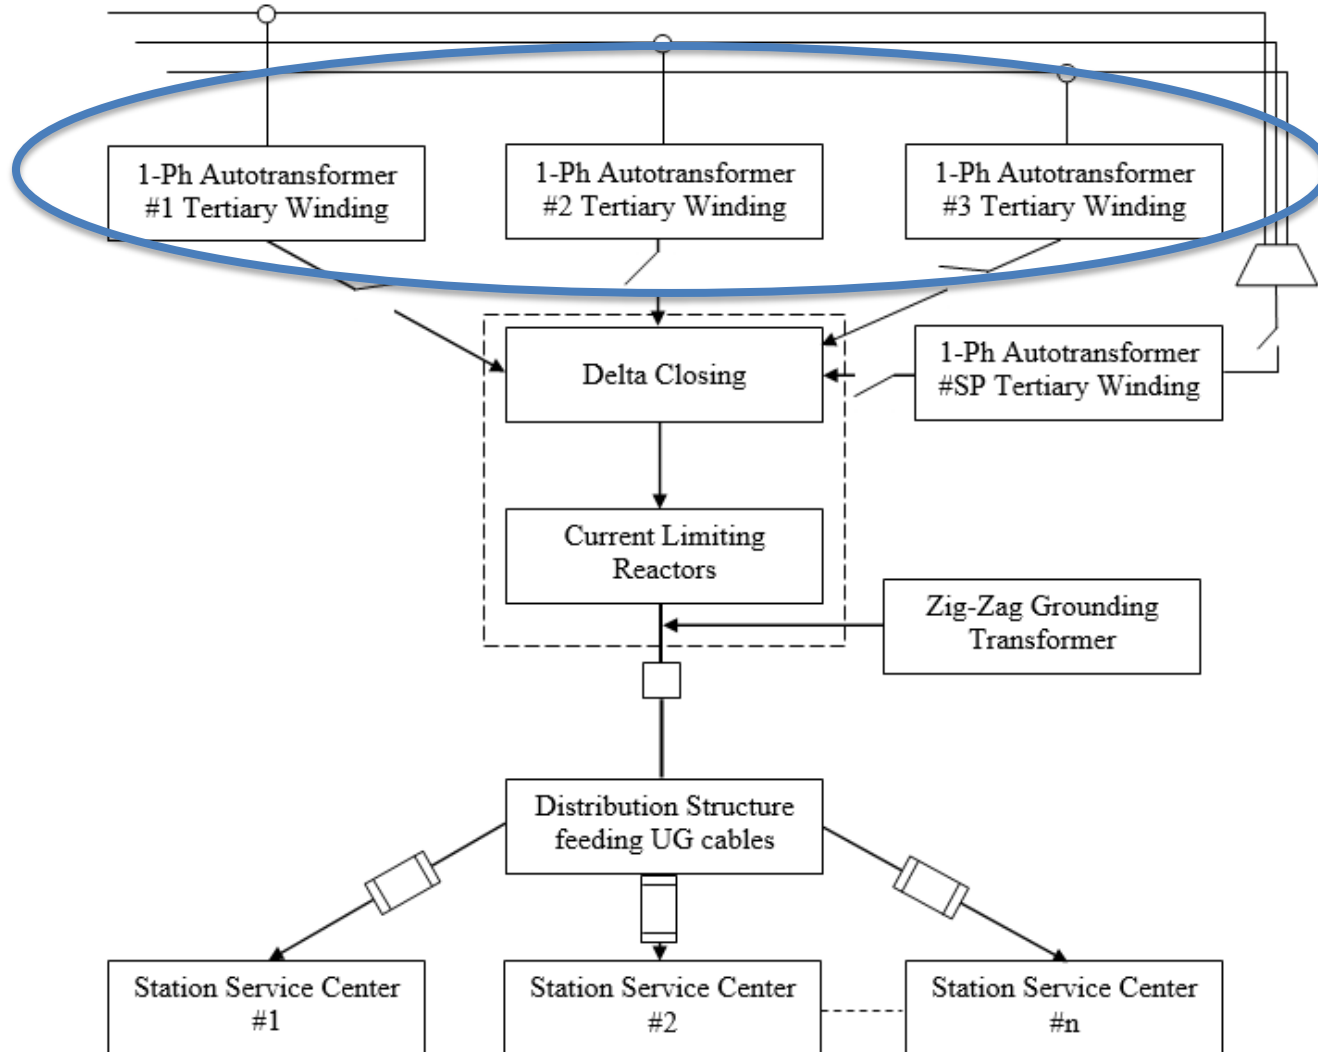 1-Ph Autotransformer
#1 Tertiary Winding
1-Ph Autotransformer
#2 Tertiary Winding
1-Ph Autotransformer
#3 Tertiary Winding
Delta Closing
1-Ph Autotransformer
#SP Tertiary Winding
Current Limiting
Reactors
Zig-Zag Grounding
Transformer
Distribution Structure
feeding UG cables
Station Service Center
#1
Station Service Center
#2
Station Service Center
#n